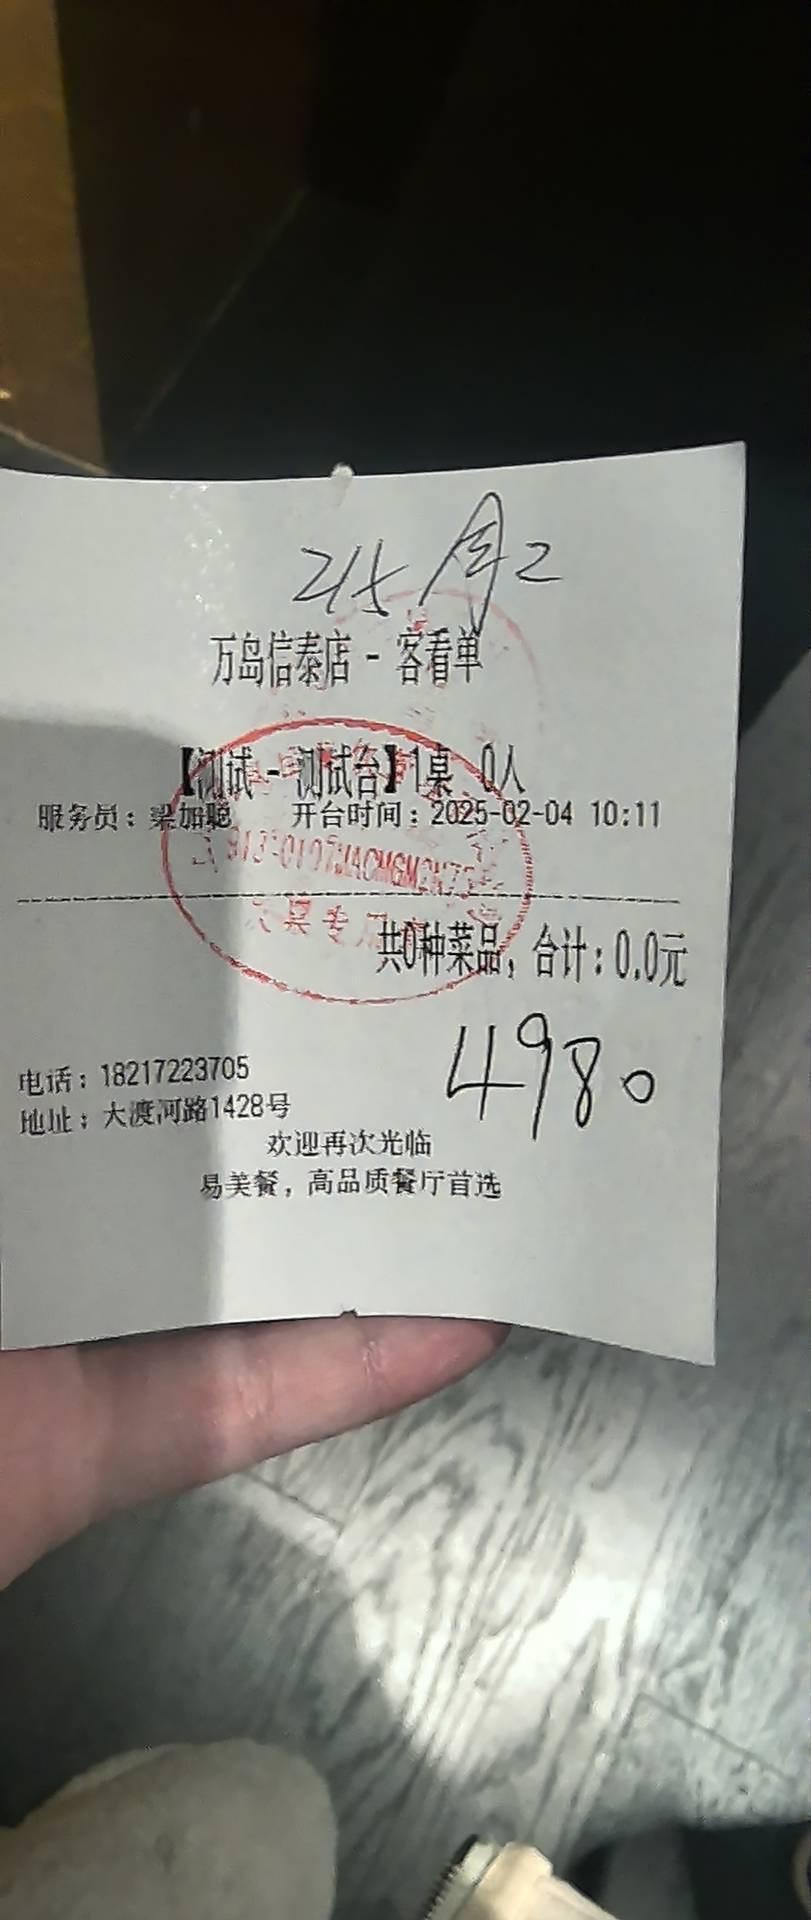 215 周2
万岛信泰店 - 客看单
【测试 - 测试台】1桌 0人
服务员：梁加聪 开台时间：2025-02-04 10:11
共0种菜品，合计：0.0元
4980
电话：18217223705
地址：大渡河路1428号
欢迎再次光临
易美餐，高品质餐厅首选